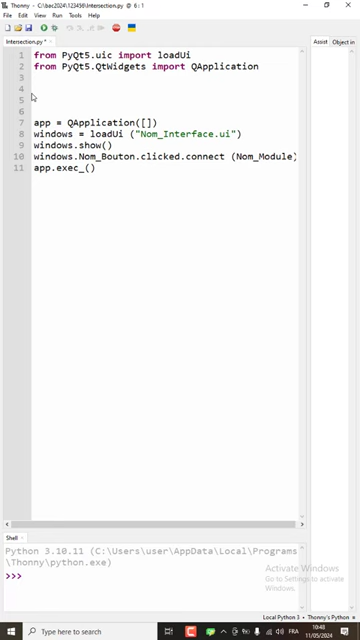 Thonny - C:\bac2024\123456\Intersection.py @ 6 : 1
File Edit View Run Tools Help
Intersection.py *
Assist
Object in
1 from PyQt5.uic import loadUi
2 from PyQt5.QtWidgets import QApplication
3
4
5
6
7 app = QApplication([])
8 windows = loadUi ("Nom_Interface.ui")
9 windows.show()
10 windows.Nom_Bouton.clicked.connect (Nom_Module)
11 app.exec_()
Shell
Python 3.10.11 (C:\Users\user\AppData\Local\Programs\Thonny\python.exe)
>>>
Activate Windows
Go to Settings to activate
Windows.
Local Python 3 • Thonny's Python
Type here to search
FRA
10:48
11/05/2024